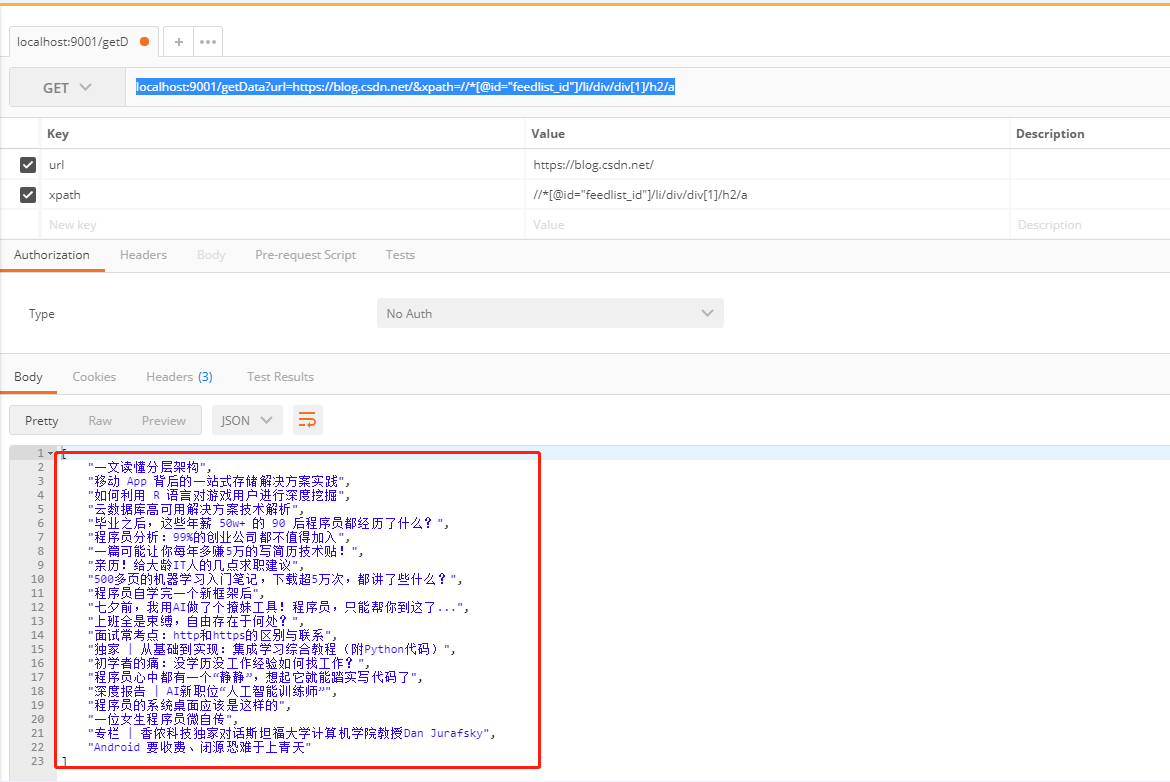 localhost:9001/getD
+ •••
GET localhost:9001/getData?url=https://blog.csdn.net/&xpath=//*[@id="feedlist_id"]/li/div/div[1]/h2/a
Key Value Description
url https://blog.csdn.net/
xpath //*[@id="feedlist_id"]/li/div/div[1]/h2/a
New key Value Description
Authorization Headers Body Pre-request Script Tests
Type No Auth
Body Cookies Headers (3) Test Results
Pretty Raw Preview JSON
1 [
2 "一文读懂分层架构",
3 "移动 App 背后的一站式存储解决方案实践",
4 "如何利用 R 语言对游戏用户进行深度挖掘",
5 "云数据库高可用解决方案技术解析",
6 "毕业之后，这些年薪 50w+ 的 90 后程序员都经历了什么？",
7 "程序员分析：99%的创业公司都不值得加入",
8 "一篇可能让你每年多赚5万的写简历技术贴！",
9 "亲历！给大龄IT人的几点求职建议",
10 "500多页的机器学习入门笔记，下载超5万次，都讲了些什么？",
11 "程序员自学完一个新框架后",
12 "七夕前，我用AI做了个撩妹工具！程序员，只能帮你到这了...",
13 "上班全是束缚，自由存在于何处？",
14 "面试常考点：http和https的区别与联系",
15 "独家 | 从基础到实现：集成学习综合教程（附Python代码）",
16 "初学者的痛：没学历没工作经验如何找工作？",
17 "程序员心中都有一个“静静”，想起它就能踏实写代码了",
18 "深度报告 | AI新职位“人工智能训练师”",
19 "程序员的系统桌面应该是这样的",
20 "一位女生程序员微自传",
21 "专栏 | 香侬科技独家对话斯坦福大学计算机学院教授Dan Jurafsky",
22 "Android 要收费、闭源恐难于上青天"
23 ]